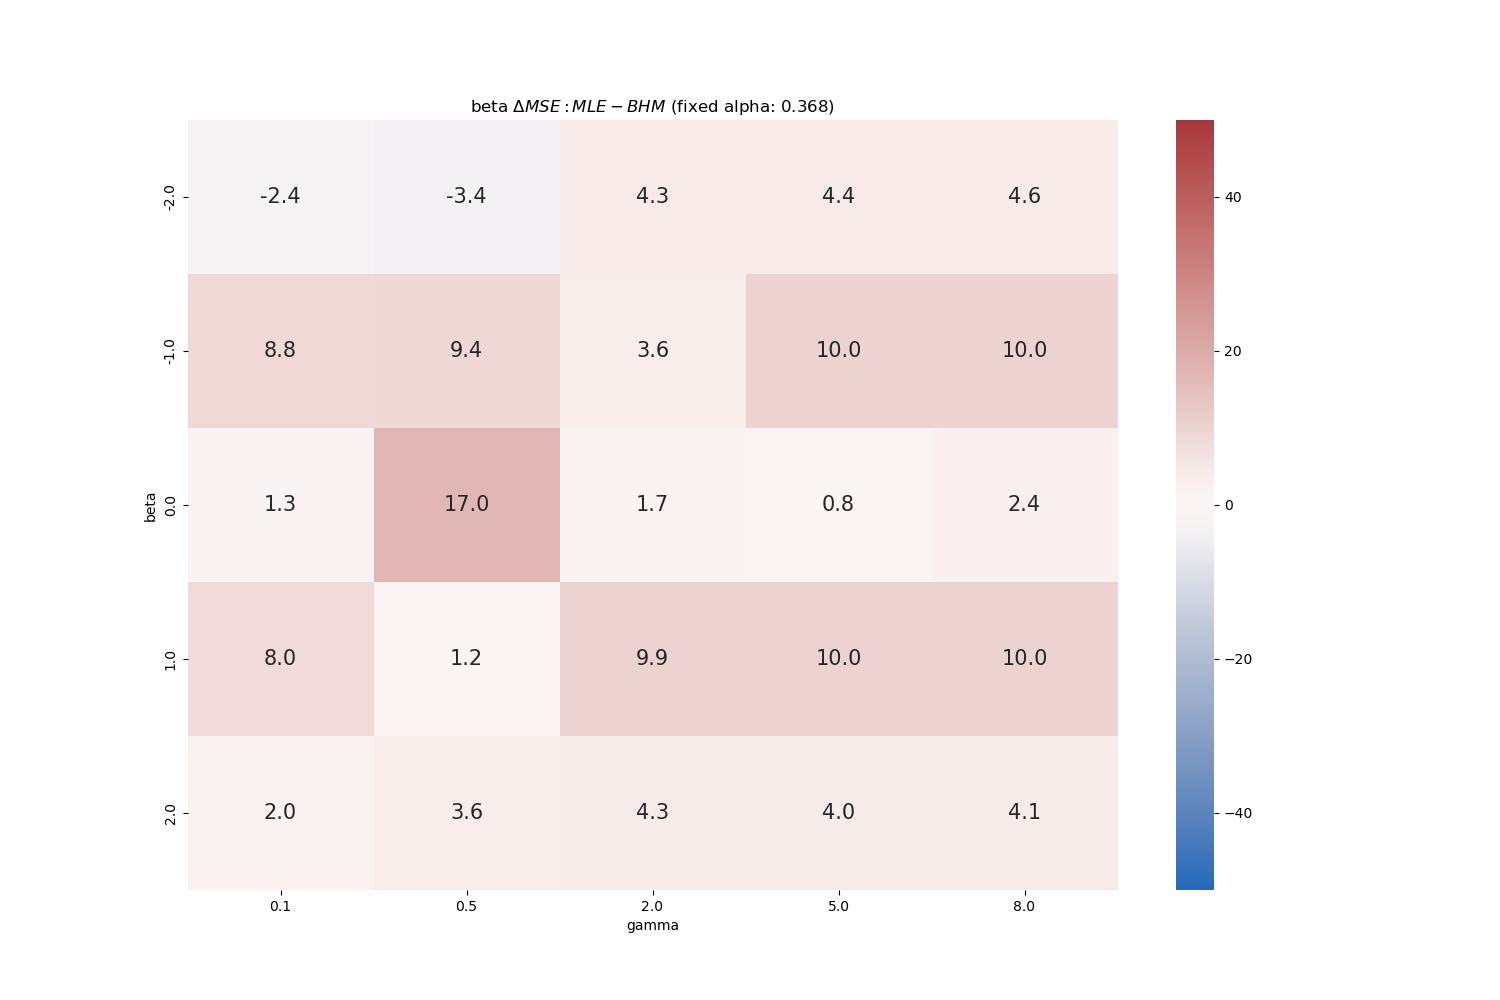 beta ΔMSE : MLE − BHM (fixed alpha: 0.368)
-2.0 -2.4 -3.4 4.3 4.4 4.6
-1.0 8.8 9.4 3.6 10.0 10.0
0.0 1.3 17.0 1.7 0.8 2.4
1.0 8.0 1.2 9.9 10.0 10.0
2.0 2.0 3.6 4.3 4.0 4.1
beta
0.1 0.5 2.0 5.0 8.0
gamma
40
20
0
−20
−40